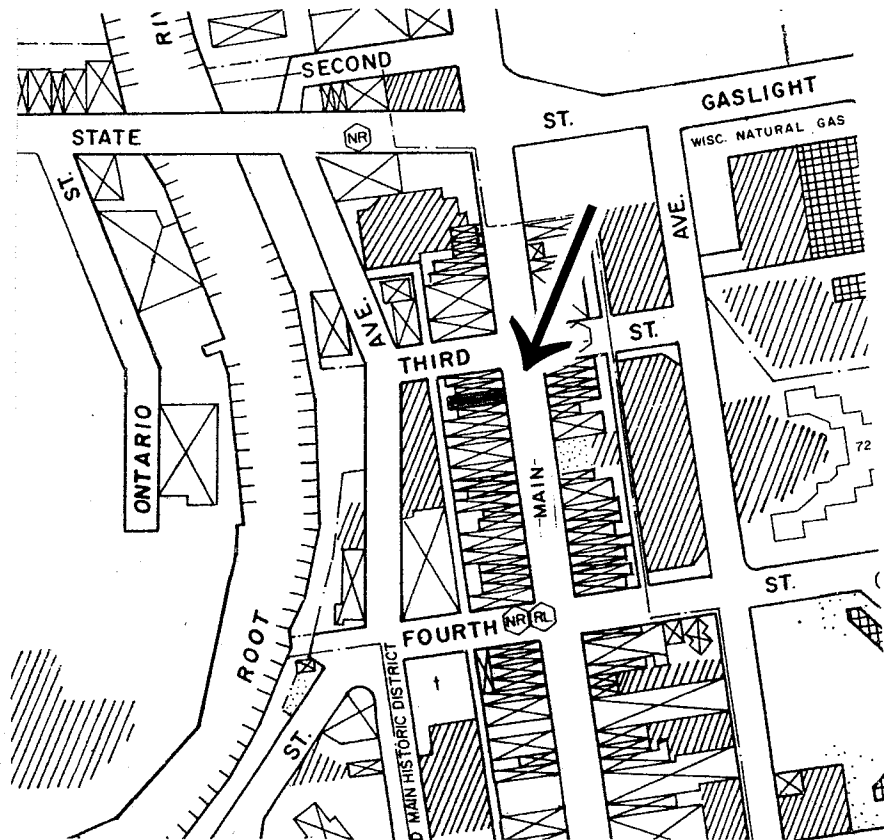 RIV
SECOND
GASLIGHT
ST.
STATE
NR
WISC. NATURAL GAS
ST.
AVE.
AVE.
ST.
THIRD
ONTARIO
MAIN
72
ST.
FOURTH
NR
RL
ROOT
ST.
D MAIN HISTORIC DISTRICT